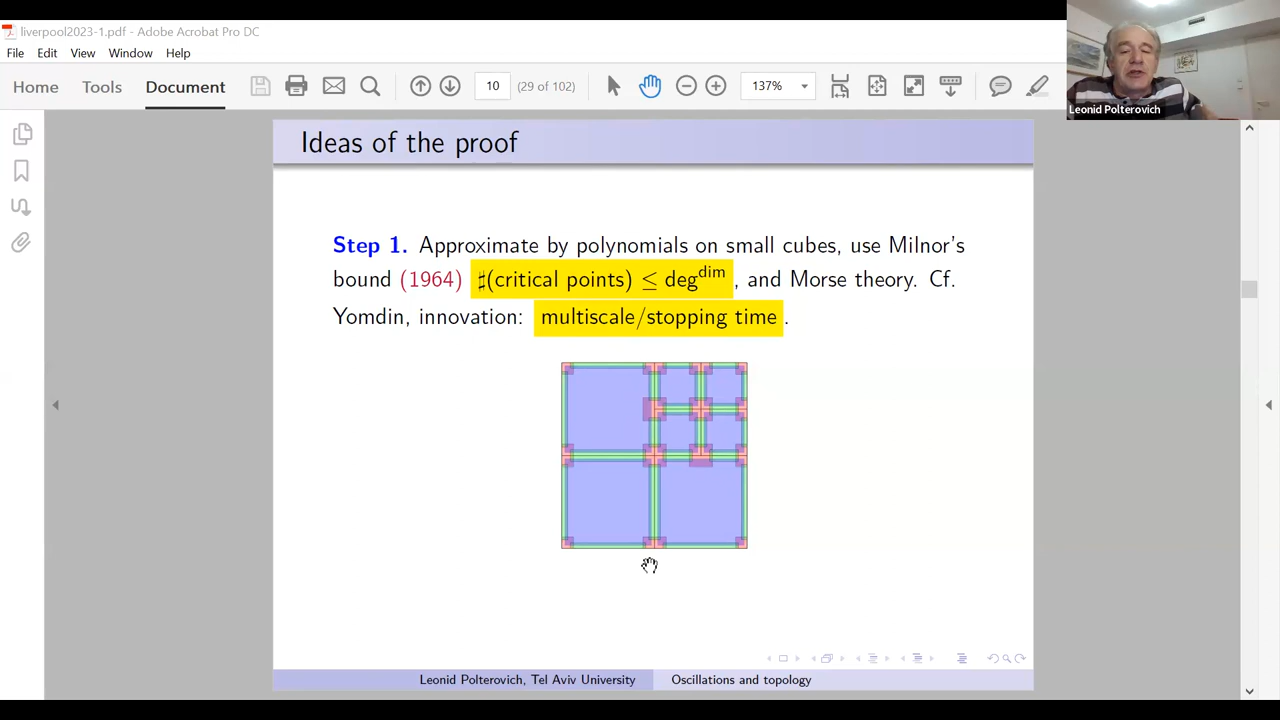 liverpool2023-1.pdf - Adobe Acrobat Pro DC
File Edit View Window Help
Home Tools Document 10 (29 of 102) 137%
Leonid Polterovich
Ideas of the proof
Step 1. Approximate by polynomials on small cubes, use Milnor's
bound (1964) ♯(critical points) ≤ deg^dim, and Morse theory. Cf.
Yomdin, innovation: multiscale/stopping time.
Leonid Polterovich, Tel Aviv University Oscillations and topology